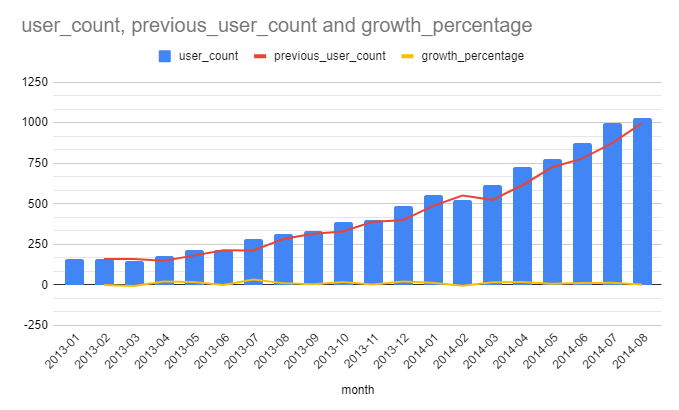 user_count, previous_user_count and growth_percentage
user_count previous_user_count growth_percentage
1250
1000
750
500
250
0
-250
2013-01 2013-02 2013-03 2013-04 2013-05 2013-06 2013-07 2013-08 2013-09 2013-10 2013-11 2013-12 2014-01 2014-02 2014-03 2014-04 2014-05 2014-06 2014-07 2014-08
month